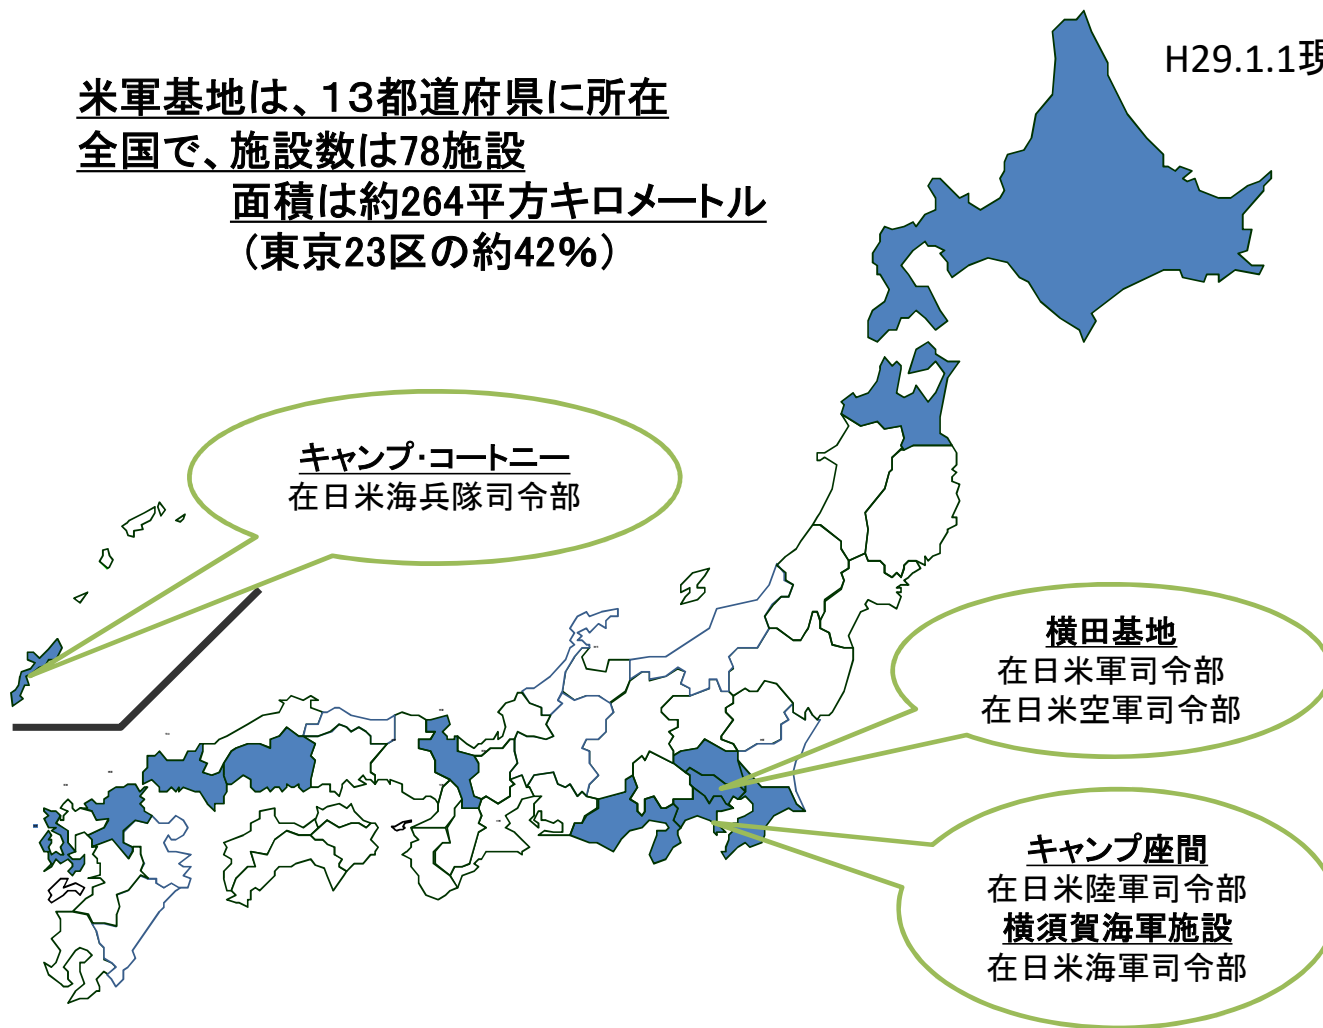 H29.1.1現
米軍基地は、13都道府県に所在
全国で、施設数は78施設
面積は約264平方キロメートル
(東京23区の約42%)
キャンプ・コートニー
在日米海兵隊司令部
横田基地
在日米軍司令部
在日米空軍司令部
キャンプ座間
在日米陸軍司令部
横須賀海軍施設
在日米海軍司令部